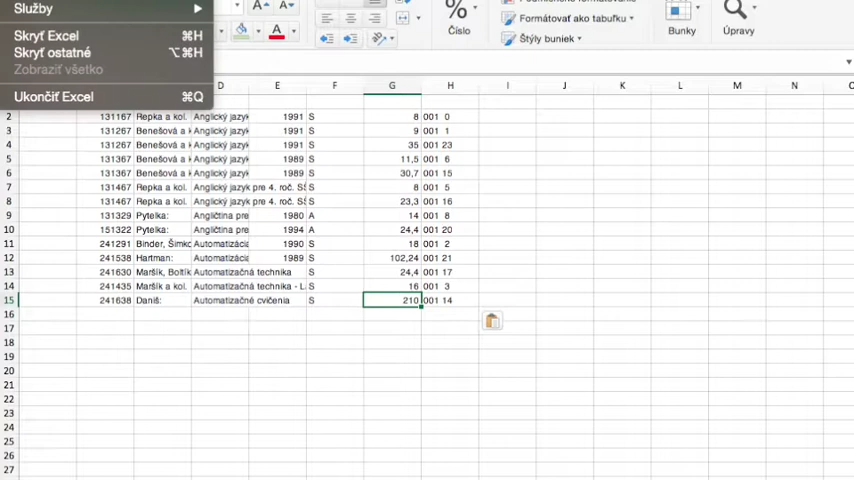 Služby
Skryť Excel ⌘H
Skryť ostatné ⌥⌘H
Zobraziť všetko
Ukončiť Excel ⌘Q
A A
A
% Číslo
Formátovať ako tabuľku
Štýly buniek
Bunky
Úpravy
D E F G H I J K L M N O
2 131167 Repka a kol. Anglický jazyk 1991 S 8 001 0
3 131267 Benešová a k 1991 S 9 001 1
4 131267 Benešová a k Anglický jazyk 1991 S 35 001 23
5 131367 Benešová a k Anglický jazyk 1989 S 11,5 001 6
6 131367 Benešová a k Anglický jazyk 1989 S 30,7 001 15
7 131467 Repka a kol. Anglický jazyk pre 4. roč. SŠ S 8 001 5
8 131467 Repka a kol. Anglický jazyk pre 4. roč. SŠ S 23,3 001 16
9 131329 Pytelka: Angličtina pre 1980 A 14 001 8
10 151322 Pytelka: Angličtina pre 1994 A 24,4 001 20
11 241291 Binder, Šimko Automatizácia 1990 S 18 001 2
12 241538 Hartman: Automatizácia 1989 S 102,24 001 21
13 241630 Maršík, Boltík Automatizačná technika S 24,4 001 17
14 241435 Maršík a kol. Automatizačná technika - La S 16 001 3
15 241638 Daniš: Automatizačné cvičenia S 210 001 14
16
17
18
19
20
21
22
23
24
25
26
27